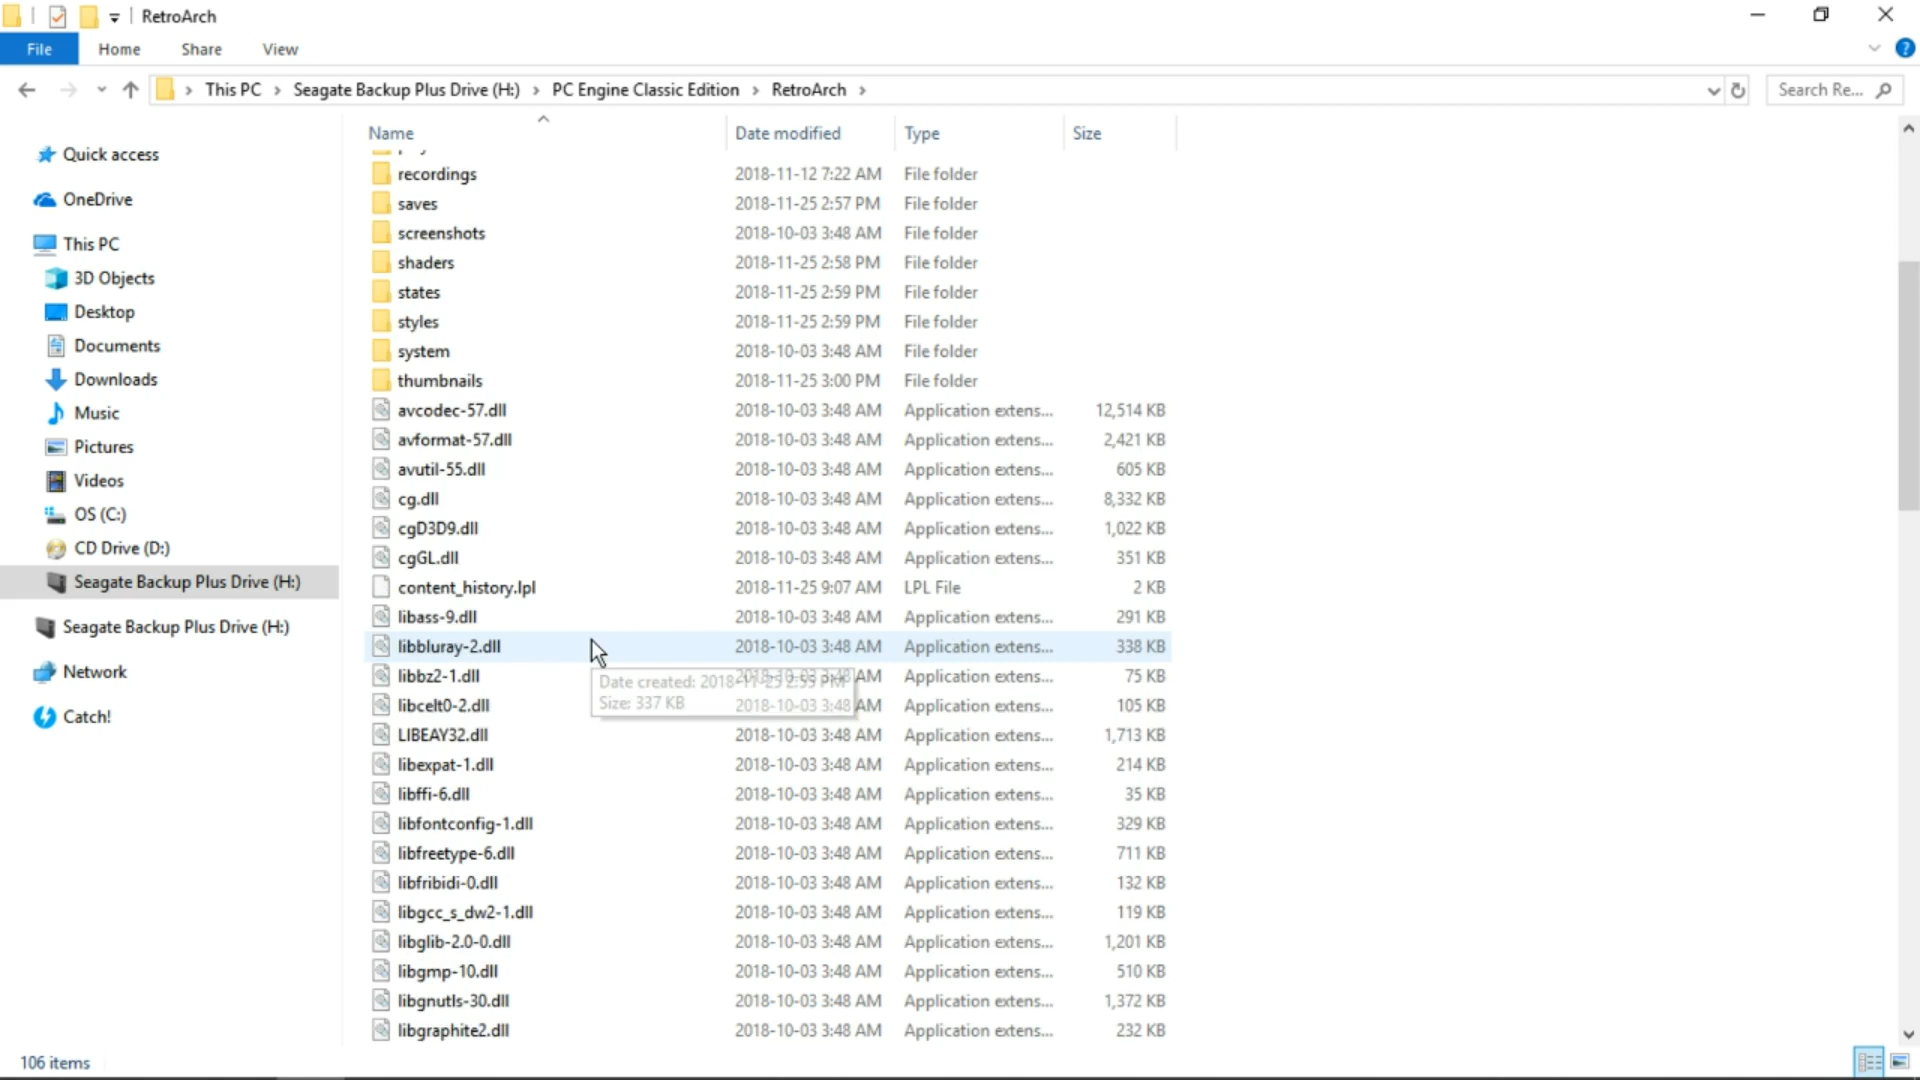 RetroArch
File Home Share View
This PC Seagate Backup Plus Drive (H:) PC Engine Classic Edition RetroArch
Search Re...
Name Date modified Type Size
Quick access
OneDrive
This PC
3D Objects
Desktop
Documents
Downloads
Music
Pictures
Videos
OS (C:)
CD Drive (D:)
Seagate Backup Plus Drive (H:)
Seagate Backup Plus Drive (H:)
Network
Catch!
recordings 2018-11-12 7:22 AM File folder
saves 2018-11-25 2:57 PM File folder
screenshots 2018-10-03 3:48 AM File folder
shaders 2018-11-25 2:58 PM File folder
states 2018-11-25 2:59 PM File folder
styles 2018-11-25 2:59 PM File folder
system 2018-10-03 3:48 AM File folder
thumbnails 2018-11-25 3:00 PM File folder
avcodec-57.dll 2018-10-03 3:48 AM Application extens... 12,514 KB
avformat-57.dll 2018-10-03 3:48 AM Application extens... 2,421 KB
avutil-55.dll 2018-10-03 3:48 AM Application extens... 605 KB
cg.dll 2018-10-03 3:48 AM Application extens... 8,332 KB
cgD3D9.dll 2018-10-03 3:48 AM Application extens... 1,022 KB
cgGL.dll 2018-10-03 3:48 AM Application extens... 351 KB
content_history.lpl 2018-11-25 9:07 AM LPL File 2 KB
libass-9.dll 2018-10-03 3:48 AM Application extens... 291 KB
libbluray-2.dll 2018-10-03 3:48 AM Application extens... 338 KB
libbz2-1.dll 2018-10-03 3:48 AM Application extens... 75 KB
Date created:
Size: 337 KB
libcelt0-2.dll 2018-10-03 3:48 AM Application extens... 105 KB
LIBEAY32.dll 2018-10-03 3:48 AM Application extens... 1,713 KB
libexpat-1.dll 2018-10-03 3:48 AM Application extens... 214 KB
libffi-6.dll 2018-10-03 3:48 AM Application extens... 35 KB
libfontconfig-1.dll 2018-10-03 3:48 AM Application extens... 329 KB
libfreetype-6.dll 2018-10-03 3:48 AM Application extens... 711 KB
libfribidi-0.dll 2018-10-03 3:48 AM Application extens... 132 KB
libgcc_s_dw2-1.dll 2018-10-03 3:48 AM Application extens... 119 KB
libglib-2.0-0.dll 2018-10-03 3:48 AM Application extens... 1,201 KB
libgmp-10.dll 2018-10-03 3:48 AM Application extens... 510 KB
libgnutls-30.dll 2018-10-03 3:48 AM Application extens... 1,372 KB
libgraphite2.dll 2018-10-03 3:48 AM Application extens... 232 KB
106 items